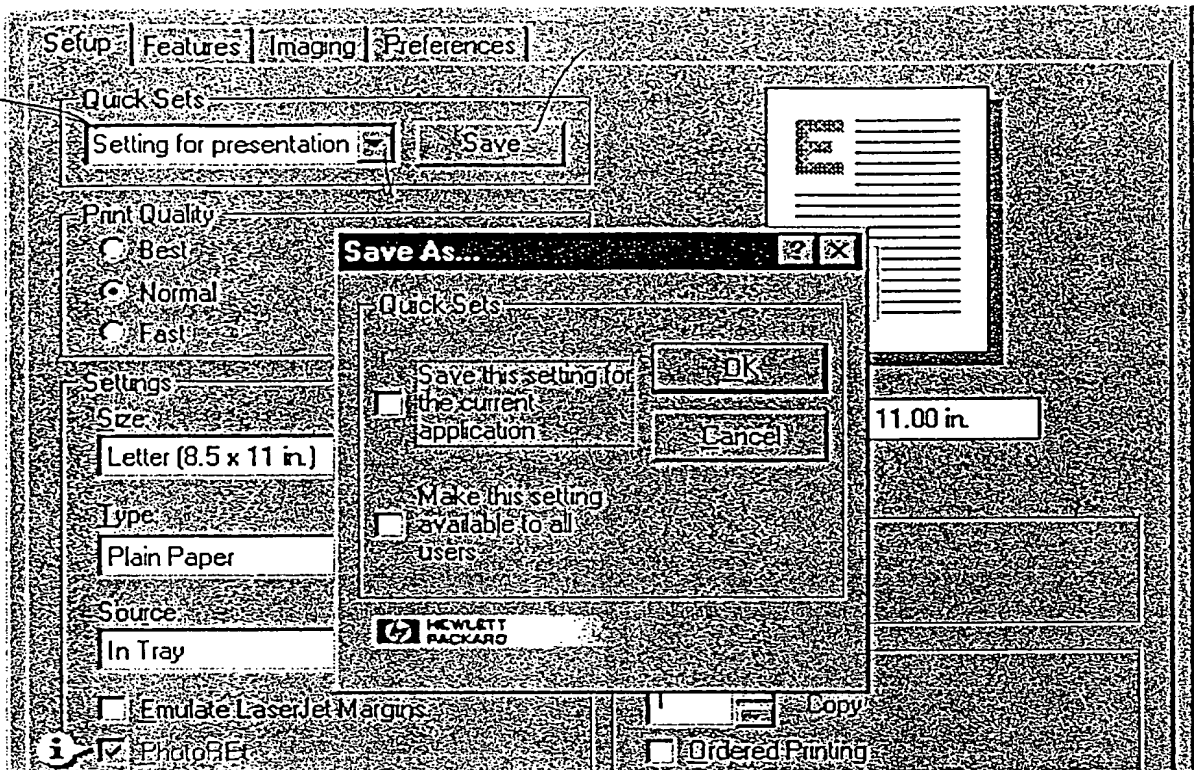 Setup Features Imaging Preferences
Quick Sets
Setting for presentation Save
Print Quality
Best
Normal
Fast
Save As...
Quick Sets
Save this setting for
the current
application
OK
Cancel
Make this setting
available to all
users
HEWLETT
PACKARD
Settings
Size:
Letter (8.5 x 11 in.)
11.00 in.
Type:
Plain Paper
Source:
In Tray
Emulate LaserJet Margins
PhotoREt
Copy
Ordered Printing